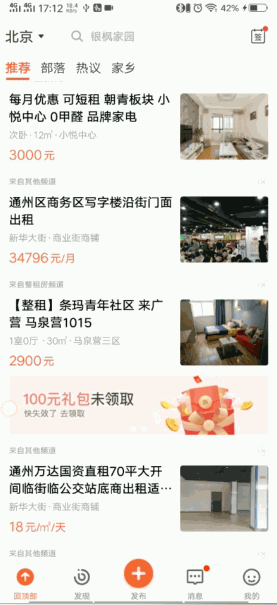 17:12
42%
北京
银枫家园
签
推荐 部落 热议 家乡
每月优惠 可短租 朝青板块 小
悦中心 0甲醛 品牌家电
次卧 · 12㎡ · 小悦中心
3000元
来自其他频道
通州区商务区写字楼沿街门面
出租
新华大街 · 商业街商铺
34796元/月
来自整租房频道
【整租】条玛青年社区 来广
营 马泉营1015
1室0厅 · 30㎡ · 马泉营三区
2900元
100元礼包未领取
快失效了 去领取
来自其他频道
通州万达国资直租70平大开
间临街临公交站底商出租适…
新华大街 · 商业街商铺
18元/㎡/天
来自其他频道
回顶部
发现
发布
消息
我的